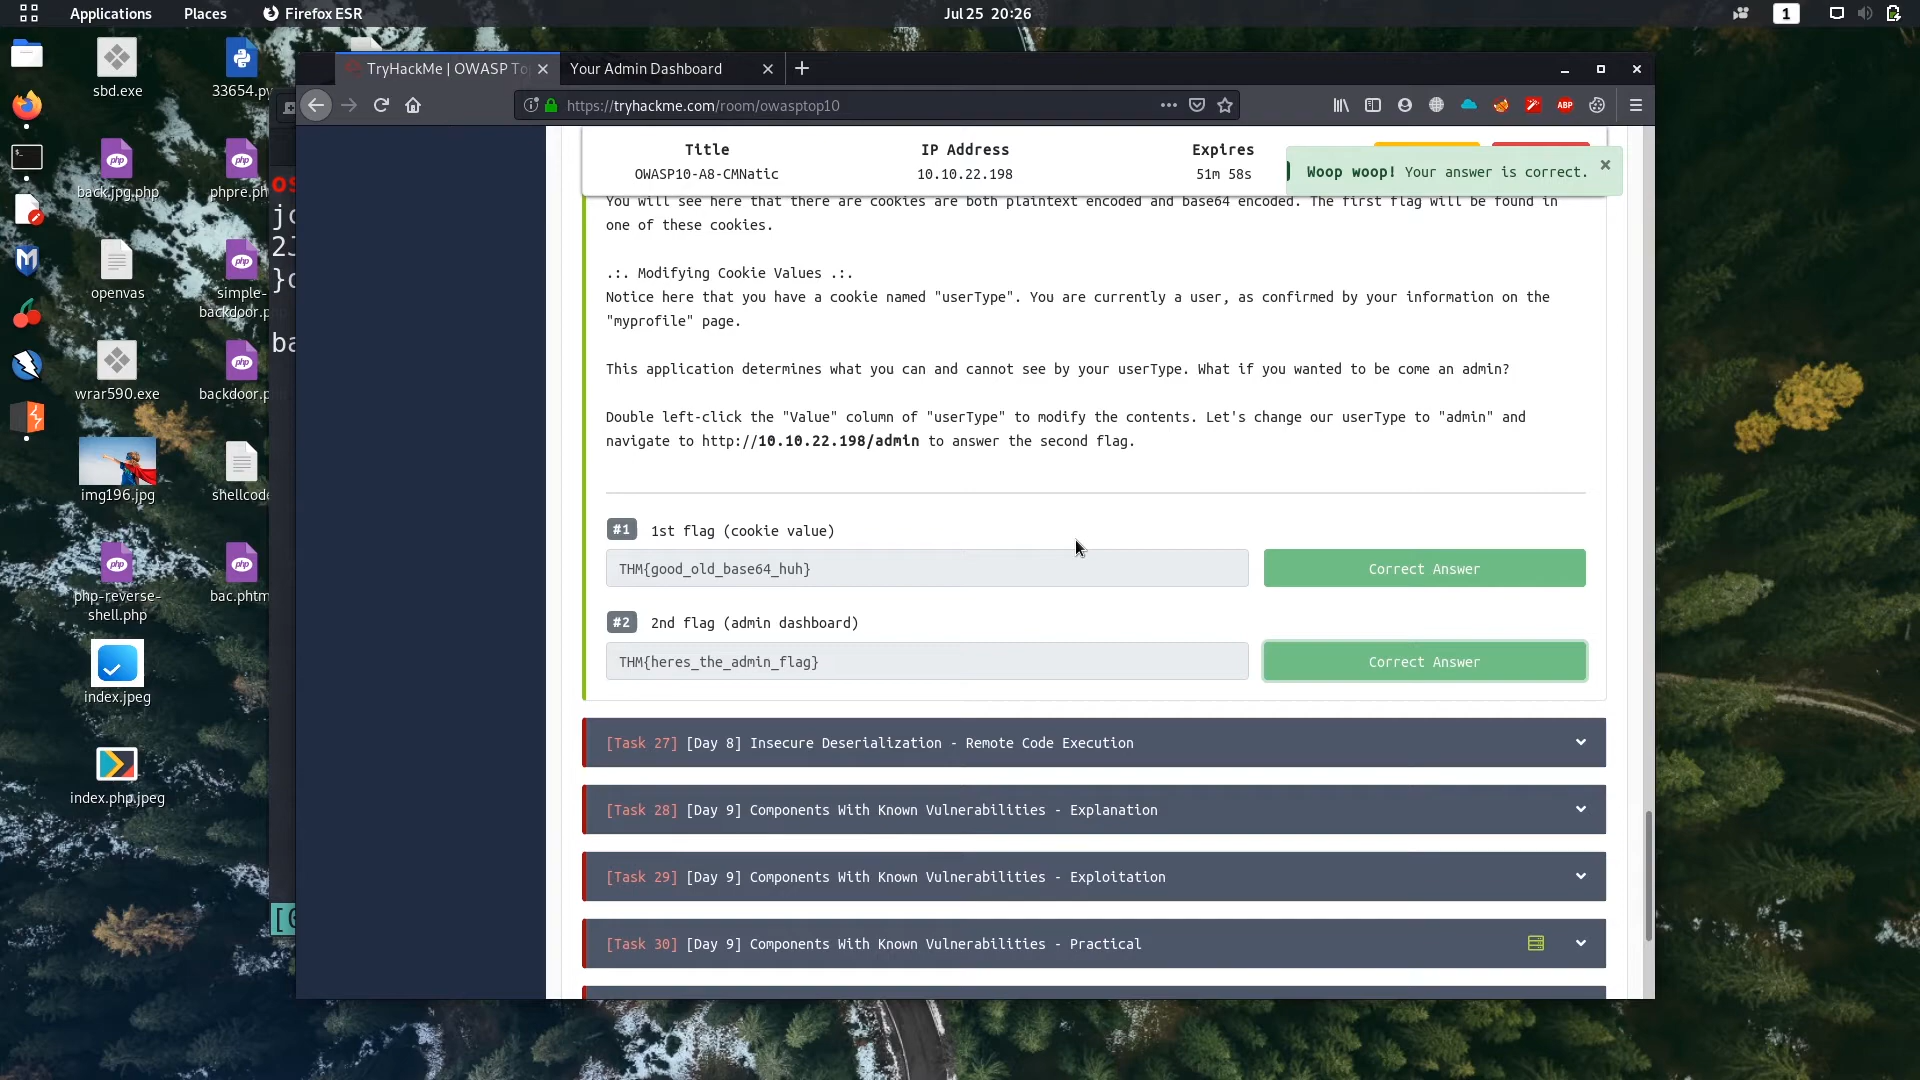 Applications Places Firefox ESR Jul 25 20:26 1
sbd.exe
33654.py
back.jpg.php
phpre.ph
openvas
simple-
backdoor.p
wrar590.exe
backdoor.p
img196.jpg
shellcode
php-reverse-
shell.php
bac.phtm
index.jpeg
index.php.jpeg
TryHackMe | OWASP To
Your Admin Dashboard
https://tryhackme.com/room/owasptop10
ABP
Title IP Address Expires
OWASP10-A8-CMNatic 10.10.22.198 51m 58s
Woop woop! Your answer is correct.
You will see here that there are cookies are both plaintext encoded and base64 encoded. The first flag will be found in
one of these cookies.
.:. Modifying Cookie Values .:.
Notice here that you have a cookie named "userType". You are currently a user, as confirmed by your information on the
"myprofile" page.
This application determines what you can and cannot see by your userType. What if you wanted to be come an admin?
Double left-click the "Value" column of "userType" to modify the contents. Let's change our userType to "admin" and
navigate to http://10.10.22.198/admin to answer the second flag.
#1 1st flag (cookie value)
THM{good_old_base64_huh} Correct Answer
#2 2nd flag (admin dashboard)
THM{heres_the_admin_flag} Correct Answer
[Task 27] [Day 8] Insecure Deserialization - Remote Code Execution
[Task 28] [Day 9] Components With Known Vulnerabilities - Explanation
[Task 29] [Day 9] Components With Known Vulnerabilities - Exploitation
[Task 30] [Day 9] Components With Known Vulnerabilities - Practical